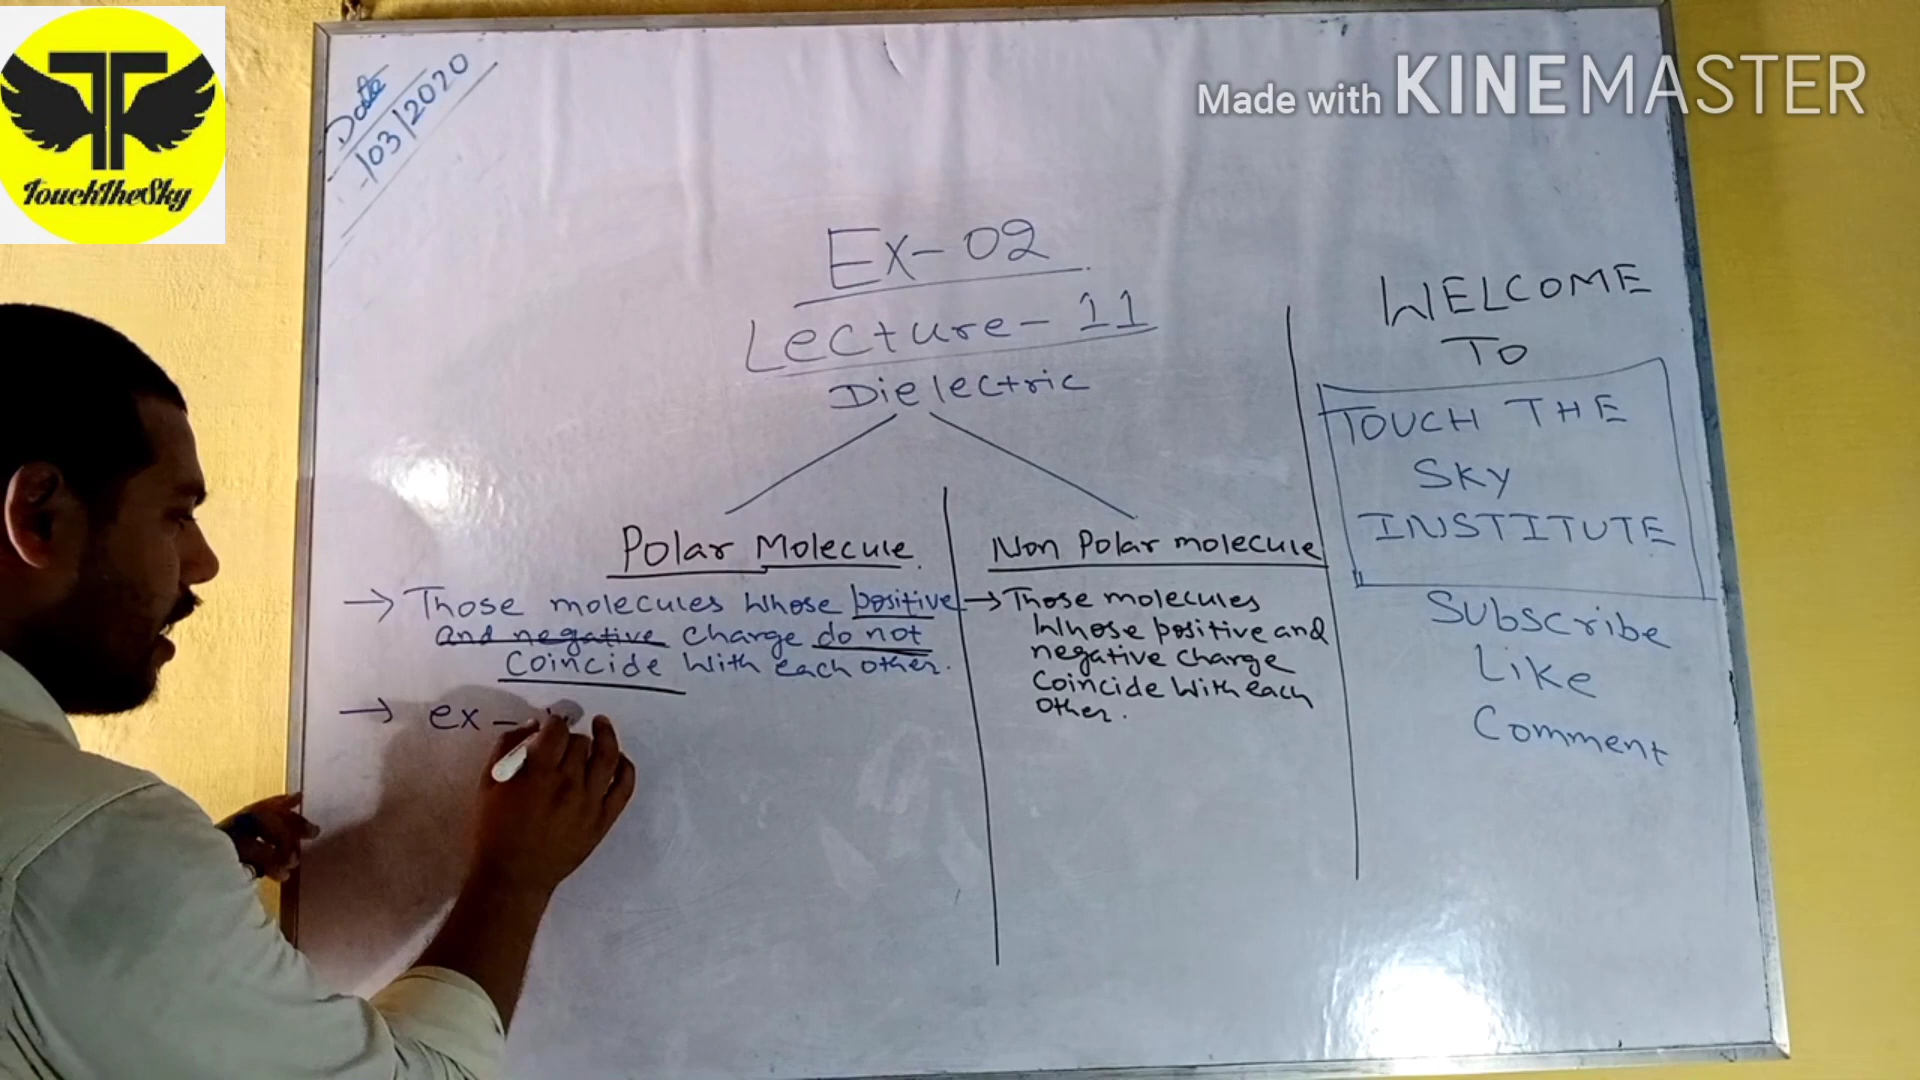 TouchTheSky
Made with KINEMASTER
Date
/03/2020
Ex-02
Lecture-11
Dielectric
Polar Molecule.
→ Those molecules whose positive
and negative charge do not
coincide with each other.
→ ex -
Non Polar molecule
→ Those molecules
whose positive and
negative charge
coincide with each
other.
WELCOME
TO
TOUCH THE
SKY
INSTITUTE
Subscribe
Like
Comment